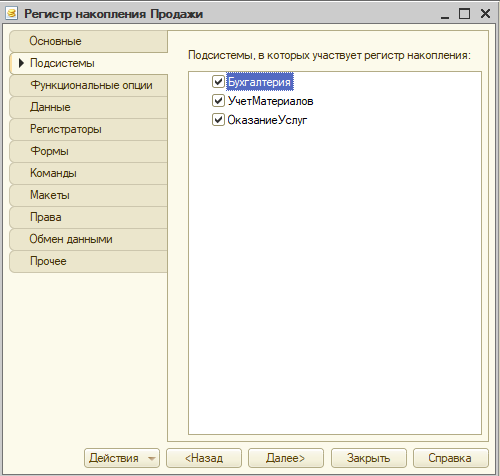 Регистр накопления Продажи
Основные
Подсистемы
Функциональные опции
Данные
Регистраторы
Формы
Команды
Макеты
Права
Обмен данными
Прочее
Подсистемы, в которых участвует регистр накопления:
Бухгалтерия
УчетМатериалов
ОказаниеУслуг
Действия
<Назад
Далее>
Закрыть
Справка